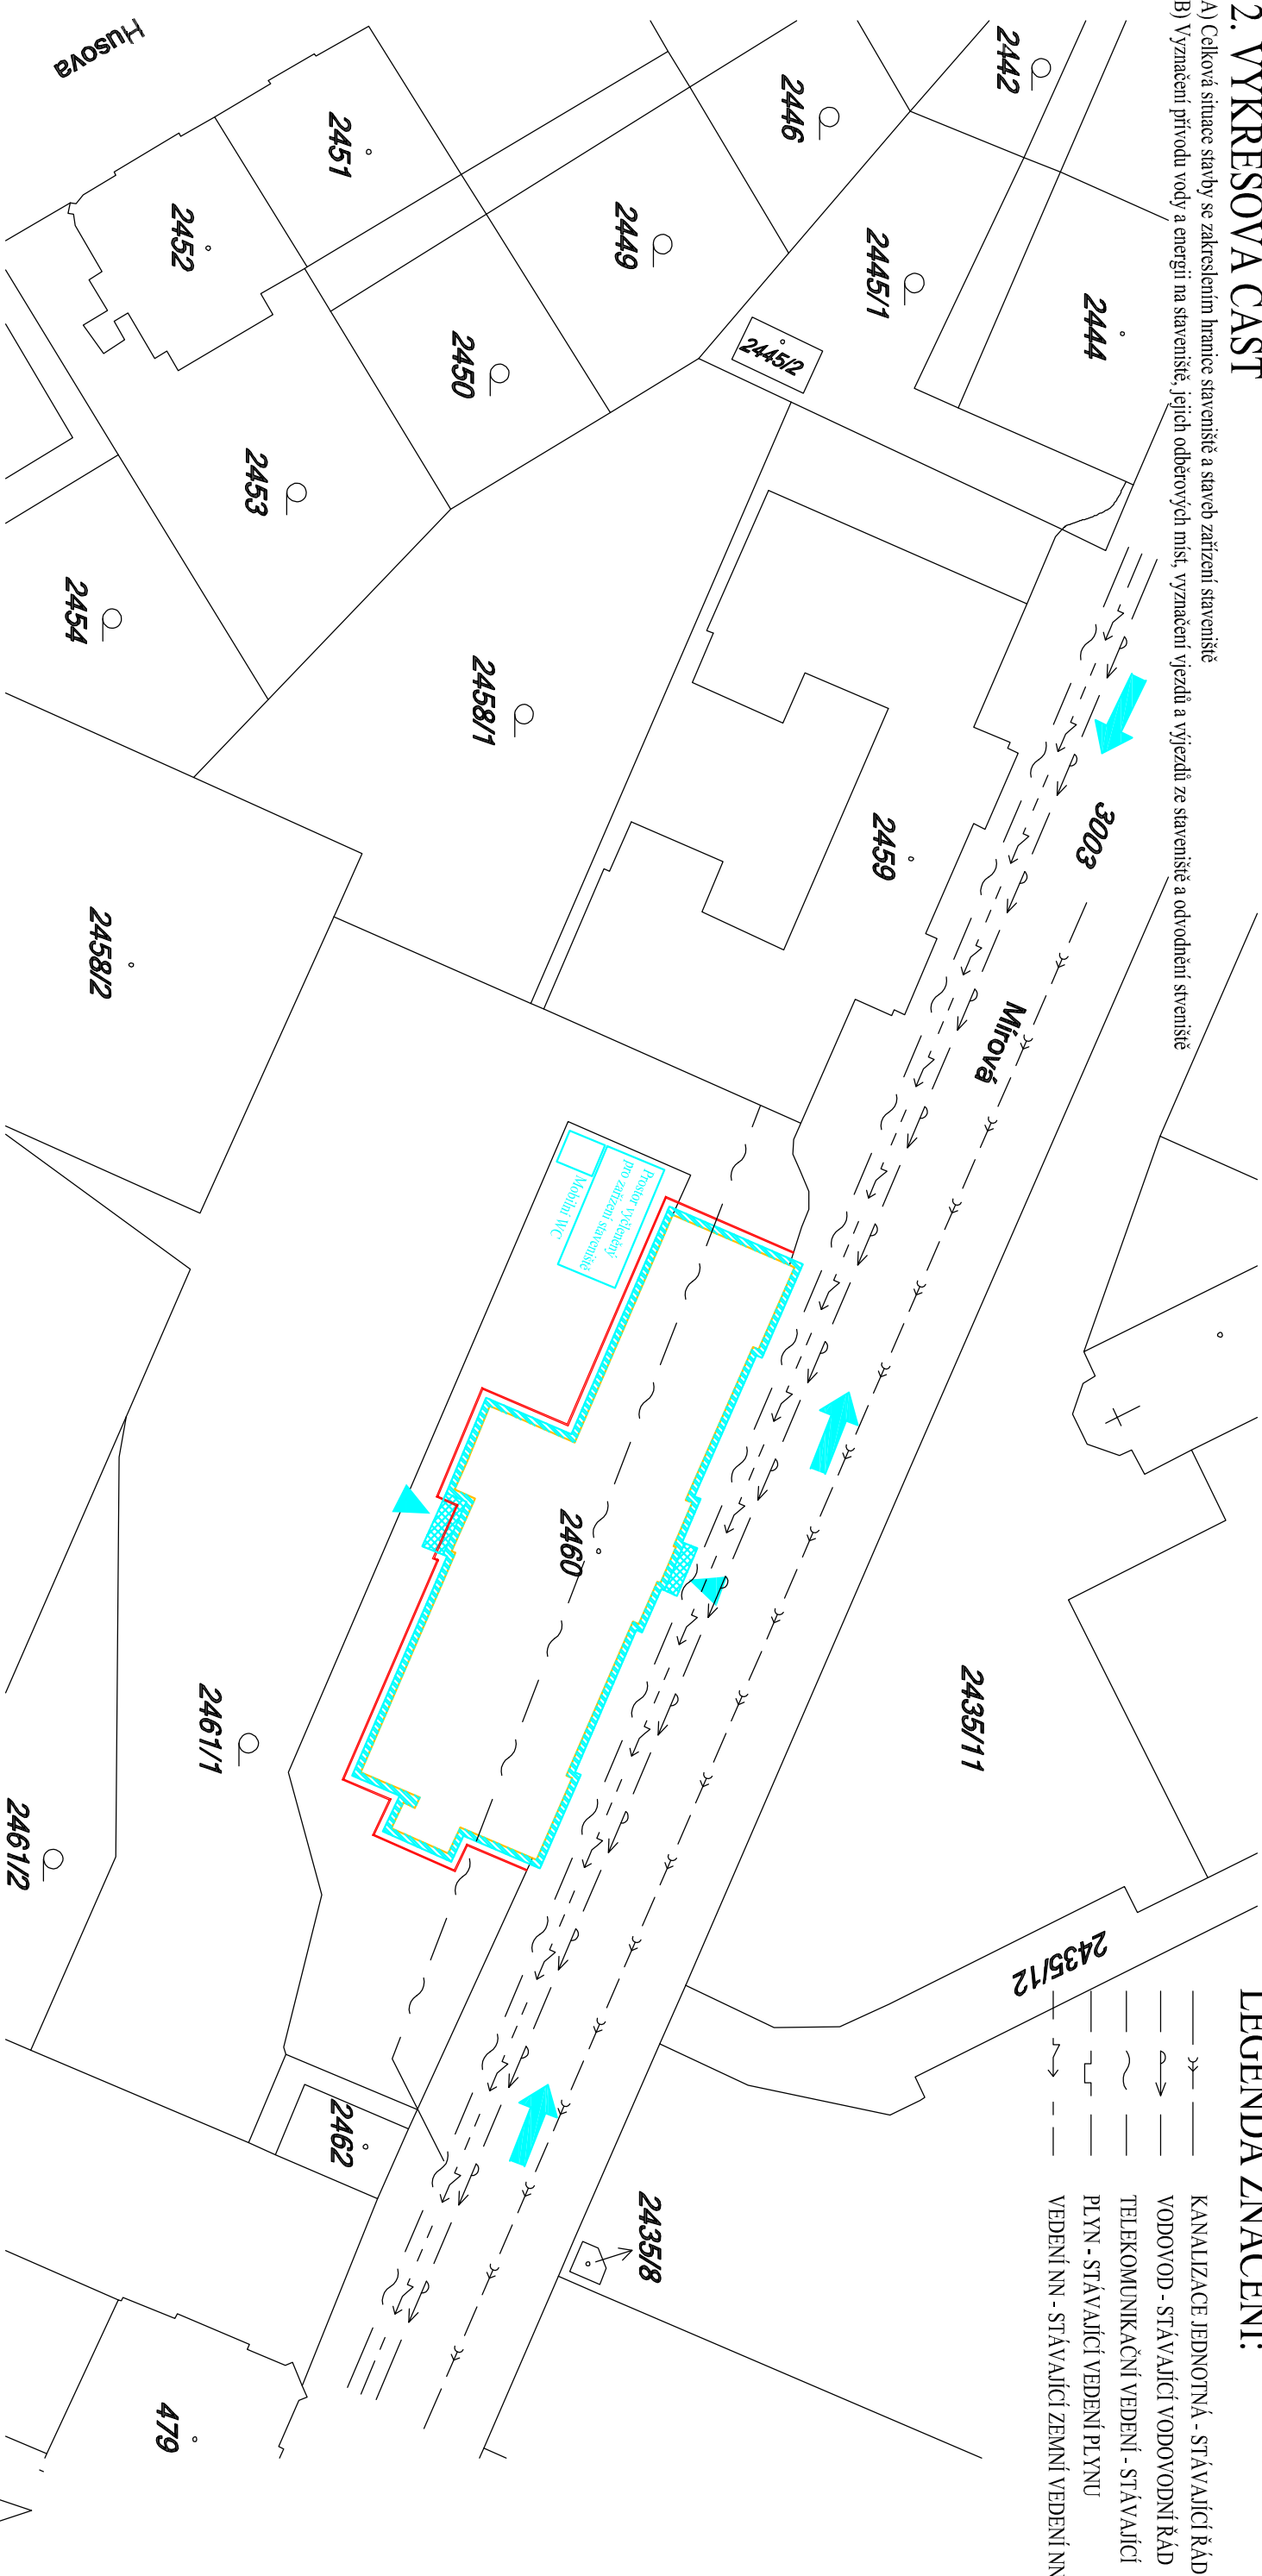 2. VÝKRESOVÁ ČÁST
A) Celková situace stavby se zakreslením hranice staveniště a staveb zařízení staveniště
B) Vyznačení přívodu vody a energii na staveniště, jejich odběrových míst, vyznačení vjezdů a výjezdů ze staveniště a odvodnění stveniště
LEGENDA ZNAČENÍ:
KANALIZACE JEDNOTNÁ - STÁVAJÍCÍ ŘÁD
VODOVOD - STÁVAJÍCÍ VODOVODNÍ ŘÁD
TELEKOMUNIKAČNÍ VEDENÍ - STÁVAJÍCÍ
PLYN - STÁVAJÍCÍ VEDENÍ PLYNU
VEDENÍ NN - STÁVAJÍCÍ ZEMNÍ VEDENÍ NN
2442
2444
2446
2445/1
2445/2
2449
2451
2452
2450
2453
2454
Husova
2458/1
2459
3003
Mírová
2458/2
Prostor vyčleněný
pro zařízení staveniště
Mobilní WC
2460
2435/11
2435/12
2461/1
2461/2
2462
2435/8
479